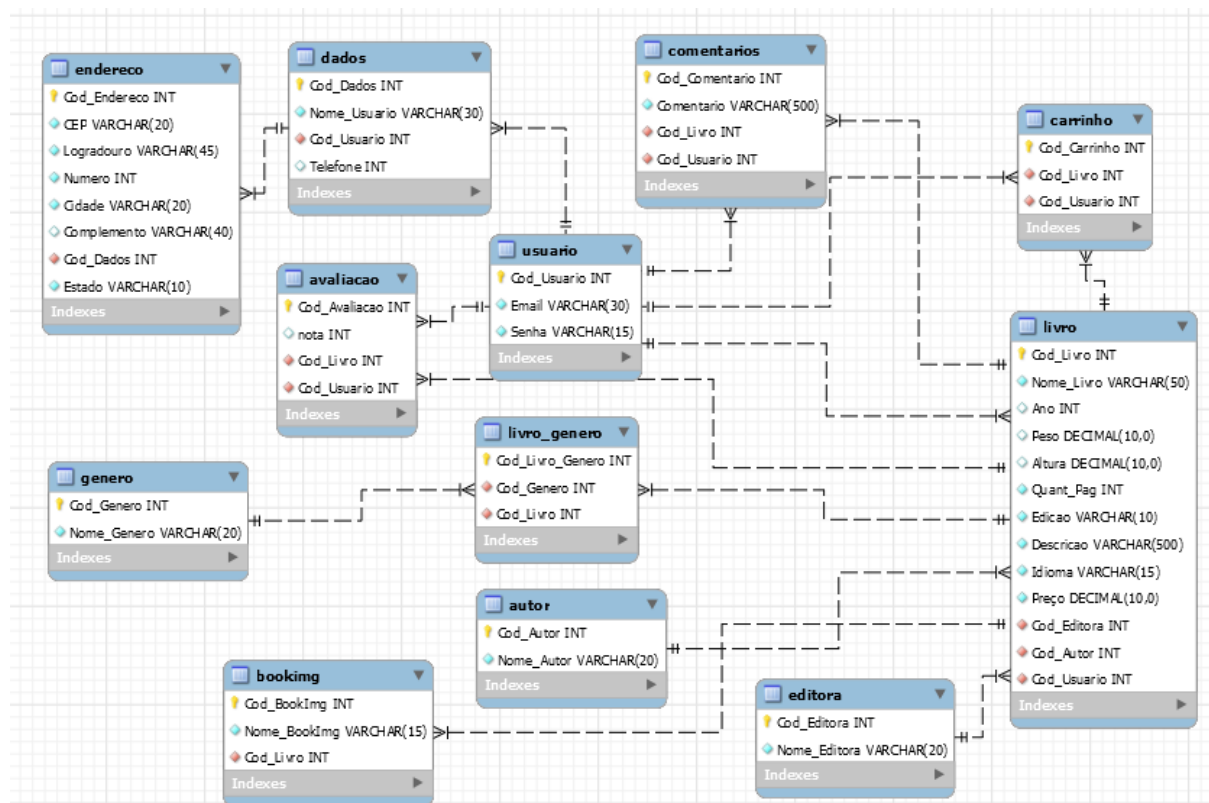 endereco
Cod_Endereco INT
CEP VARCHAR(20)
Logradouro VARCHAR(45)
Numero INT
Cidade VARCHAR(20)
Complemento VARCHAR(40)
Cod_Dados INT
Estado VARCHAR(10)
Indexes
dados
Cod_Dados INT
Nome_Usuario VARCHAR(30)
Cod_Usuario INT
Telefone INT
Indexes
comentarios
Cod_Comentario INT
Comentario VARCHAR(500)
Cod_Livro INT
Cod_Usuario INT
Indexes
carrinho
Cod_Carrinho INT
Cod_Livro INT
Cod_Usuario INT
Indexes
usuario
Cod_Usuario INT
Email VARCHAR(30)
Senha VARCHAR(15)
Indexes
avaliacao
Cod_Avaliacao INT
nota INT
Cod_Livro INT
Cod_Usuario INT
Indexes
livro
Cod_Livro INT
Nome_Livro VARCHAR(50)
Ano INT
Peso DECIMAL(10,0)
Altura DECIMAL(10,0)
Quant_Pag INT
Edicao VARCHAR(10)
Descricao VARCHAR(500)
Idioma VARCHAR(15)
Preço DECIMAL(10,0)
Cod_Editora INT
Cod_Autor INT
Cod_Usuario INT
Indexes
livro_genero
Cod_Livro_Genero INT
Cod_Genero INT
Cod_Livro INT
Indexes
genero
Cod_Genero INT
Nome_Genero VARCHAR(20)
Indexes
autor
Cod_Autor INT
Nome_Autor VARCHAR(20)
Indexes
bookimg
Cod_BookImg INT
Nome_BookImg VARCHAR(15)
Cod_Livro INT
Indexes
editora
Cod_Editora INT
Nome_Editora VARCHAR(20)
Indexes